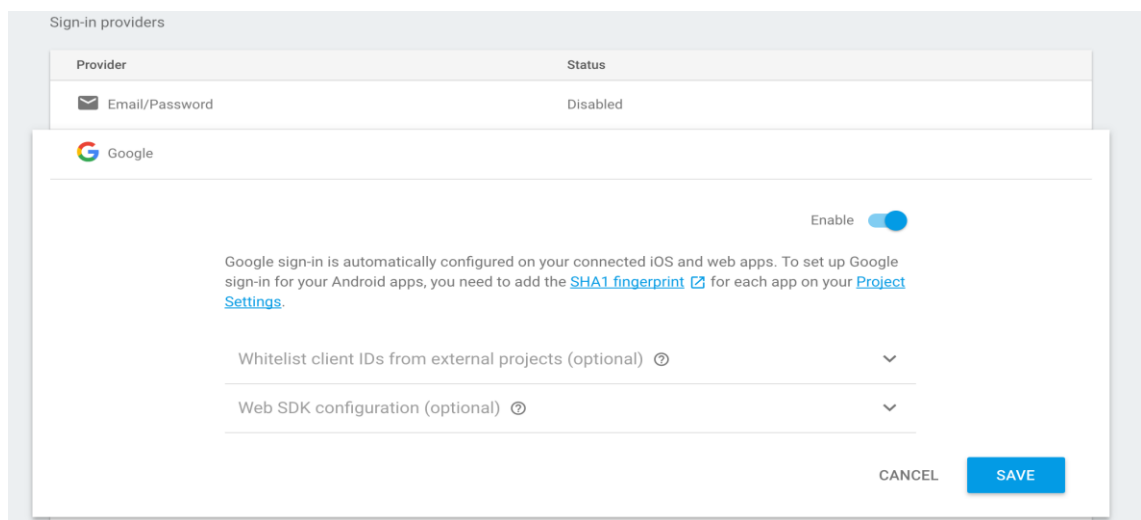 Sign-in providers
Provider Status
Email/Password Disabled
Google
Enable
Google sign-in is automatically configured on your connected iOS and web apps. To set up Google
sign-in for your Android apps, you need to add the SHA1 fingerprint for each app on your Project
Settings.
Whitelist client IDs from external projects (optional)
Web SDK configuration (optional)
CANCEL SAVE